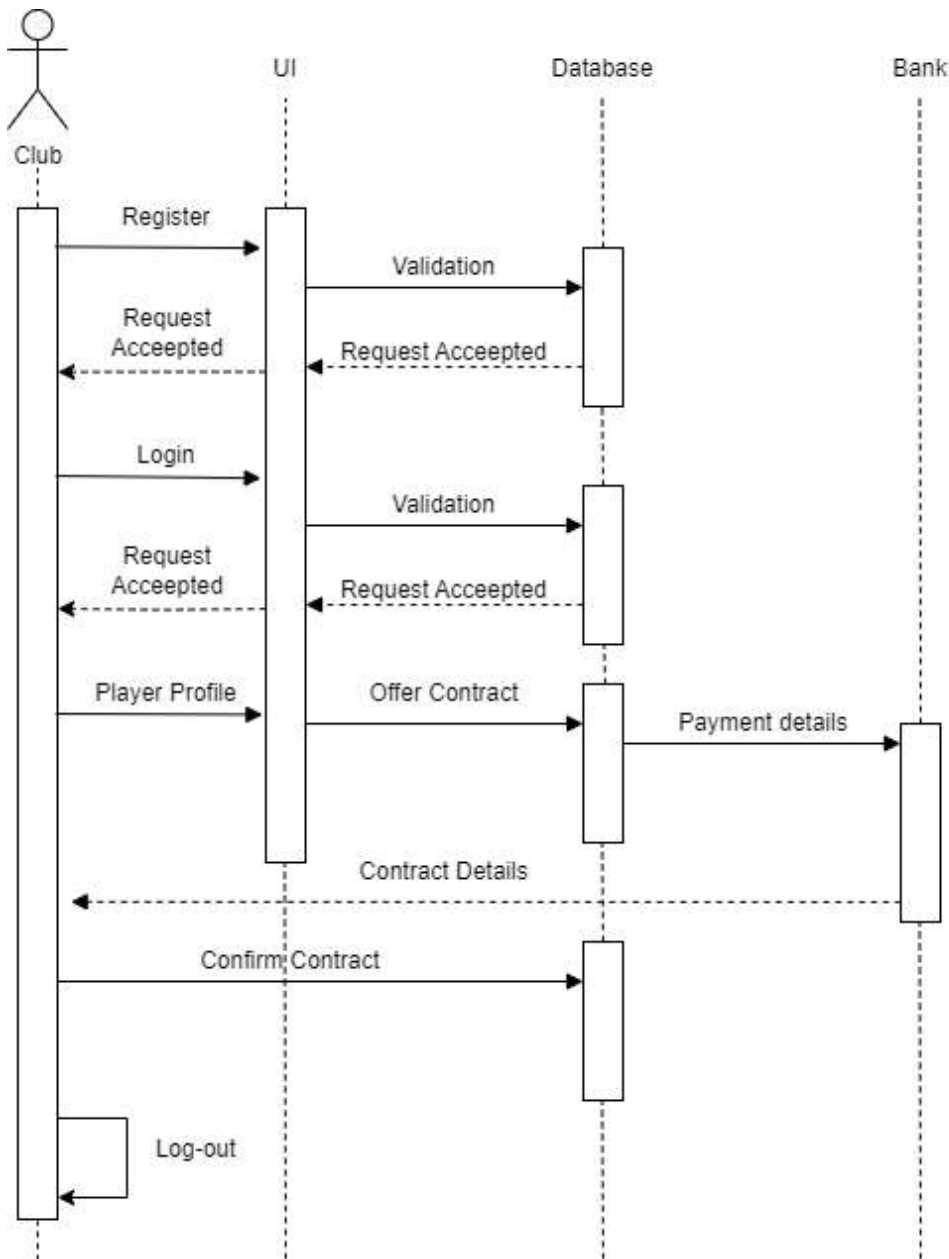 UI
Database
Bank
Club
Register
Validation
Request
Acceepted
Request Acceepted
Login
Validation
Request
Acceepted
Request Acceepted
Player Profile
Offer Contract
Payment details
Contract Details
Confirm Contract
Log-out